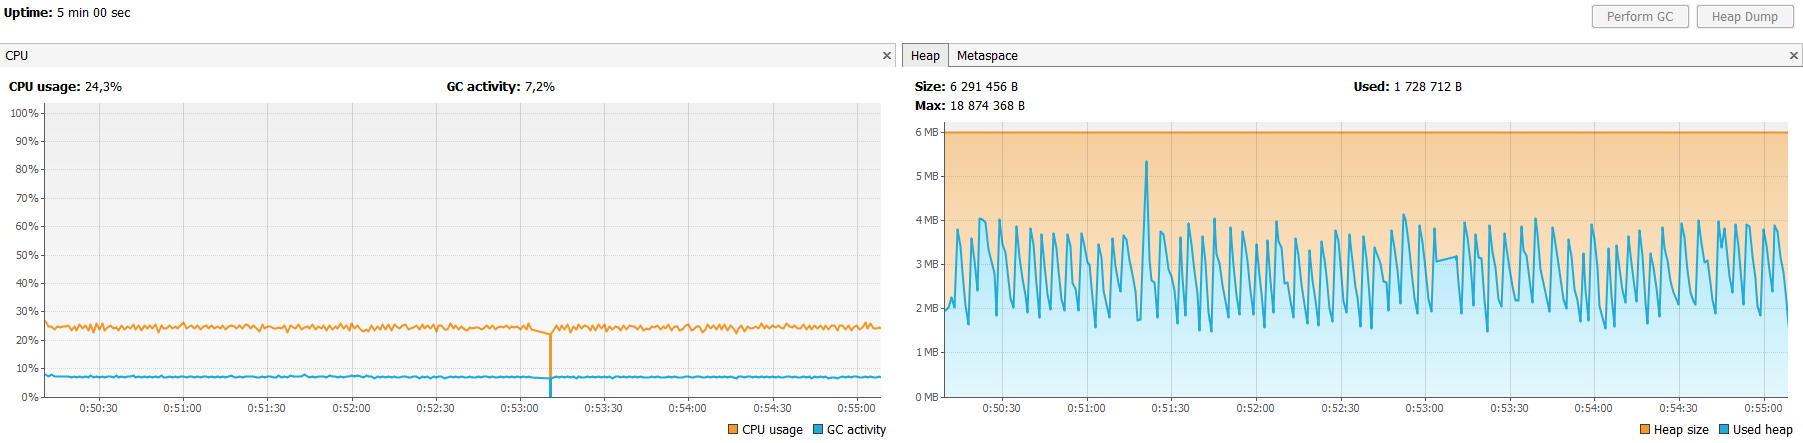 Uptime: 5 min 00 sec
Perform GC Heap Dump
CPU
CPU usage: 24,3% GC activity: 7,2%
100%
90%
80%
70%
60%
50%
40%
30%
20%
10%
0%
0:50:30 0:51:00 0:51:30 0:52:00 0:52:30 0:53:00 0:53:30 0:54:00 0:54:30 0:55:00
CPU usage GC activity
Heap Metaspace
Size: 6 291 456 B Used: 1 728 712 B
Max: 18 874 368 B
6 MB
5 MB
4 MB
3 MB
2 MB
1 MB
0 MB
0:50:30 0:51:00 0:51:30 0:52:00 0:52:30 0:53:00 0:53:30 0:54:00 0:54:30 0:55:00
Heap size Used heap